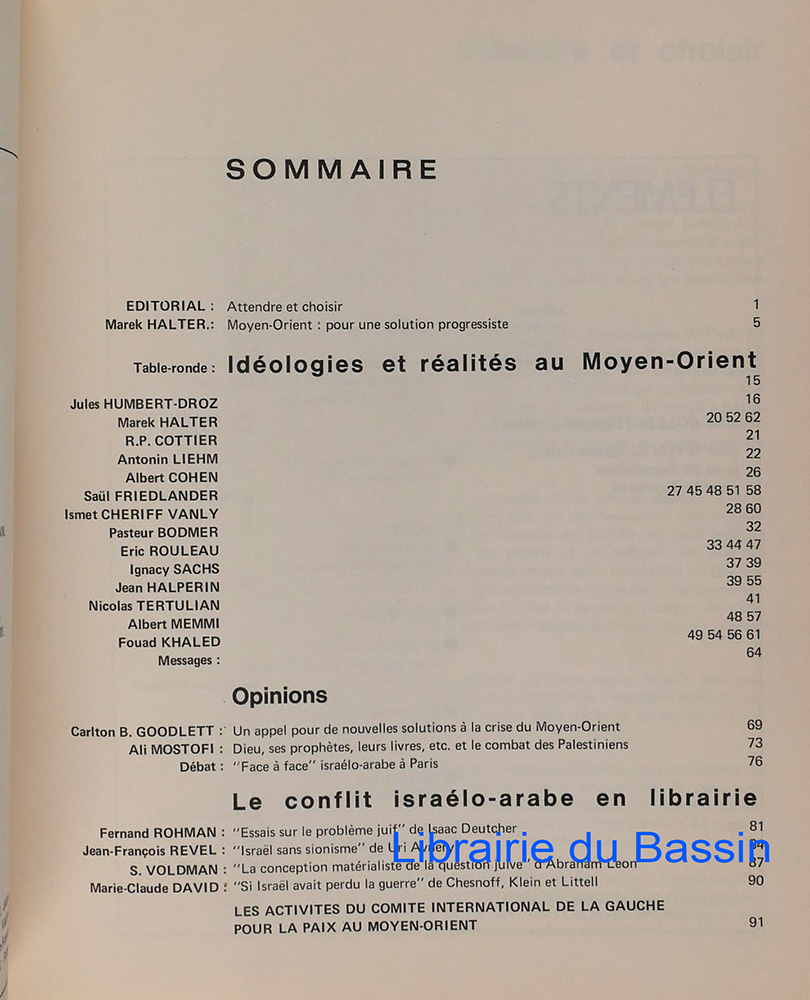 SOMMAIRE
EDITORIAL : Attendre et choisir 1
Marek HALTER.: Moyen-Orient : pour une solution progressiste 5
Table-ronde : Idéologies et réalités au Moyen-Orient
15
Jules HUMBERT-DROZ 16
Marek HALTER 20 52 62
R.P. COTTIER 21
Antonin LIEHM 22
Albert COHEN 26
Saül FRIEDLANDER 27 45 48 51 58
Ismet CHERIFF VANLY 28 60
Pasteur BODMER 32
Eric ROULEAU 33 44 47
Ignacy SACHS 37 39
Jean HALPERIN 39 55
Nicolas TERTULIAN 41
Albert MEMMI 48 57
Fouad KHALED 49 54 56 61
Messages : 64
Opinions
Carlton B. GOODLETT : Un appel pour de nouvelles solutions à la crise du Moyen-Orient 69
Ali MOSTOFI : Dieu, ses prophètes, leurs livres, etc. et le combat des Palestiniens 73
Débat : "Face à face" israélo-arabe à Paris 76
Le conflit israélo-arabe en librairie
Fernand ROHMAN : "Essais sur le problème juif" de Isaac Deutcher 81
Jean-François REVEL : "Israël sans sionisme" de Uri Avnery 84
S. VOLDMAN : "La conception matérialiste de la question juive" d'Abraham Léon 87
Marie-Claude DAVID : "Si Israël avait perdu la guerre" de Chesnoff, Klein et Littell 90
LES ACTIVITES DU COMITE INTERNATIONAL DE LA GAUCHE
POUR LA PAIX AU MOYEN-ORIENT 91
Librairie du Bassin